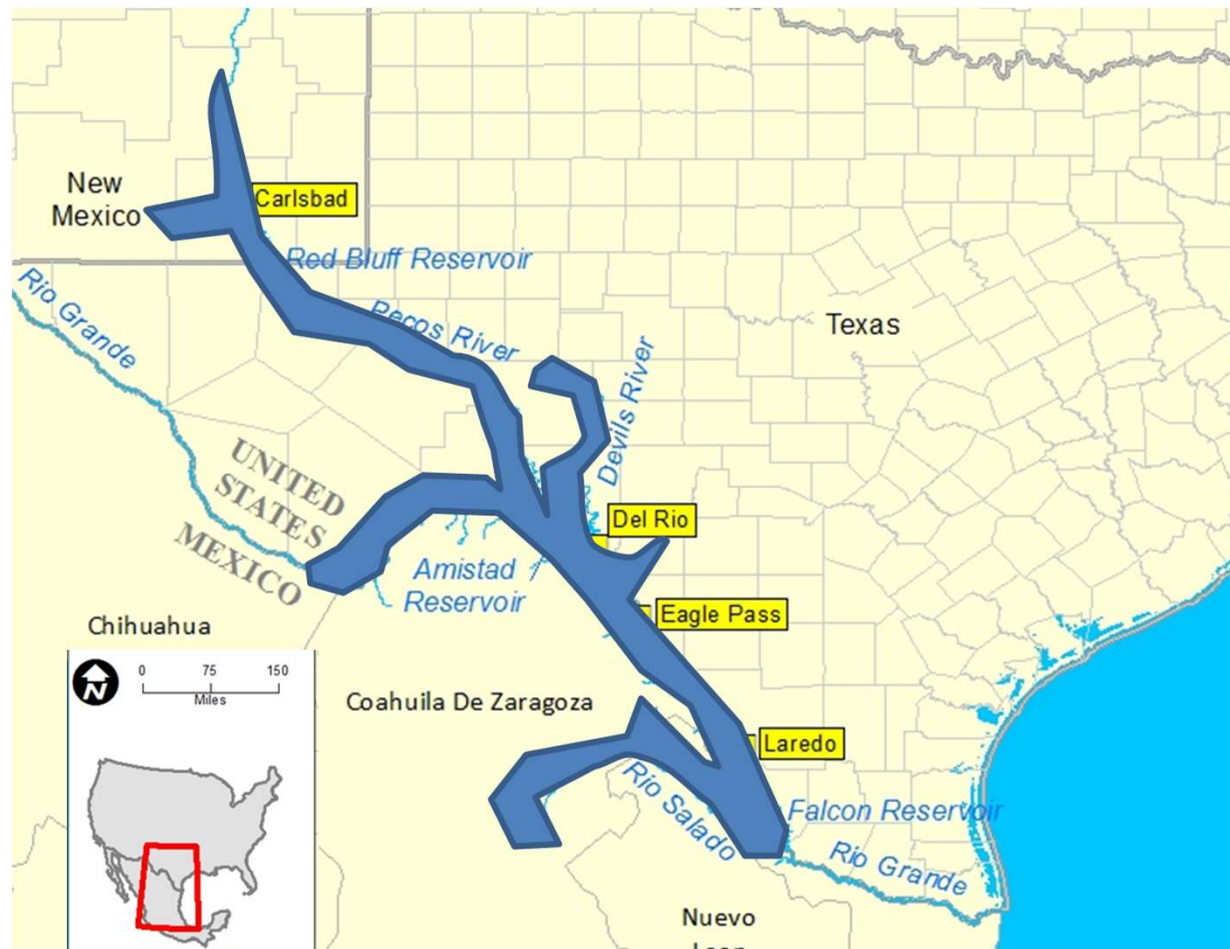 New
Mexico
Carlsbad
Red Bluff Reservoir
Rio Grande
Pecos River
Texas
Devils River
UNITED
STATES
MEXICO
Del Rio
Amistad
Reservoir
Eagle Pass
Chihuahua
N
0 75 150
Miles
Coahuila De Zaragoza
Laredo
Rio Salado
Falcon Reservoir
Rio Grande
Nuevo
Leon